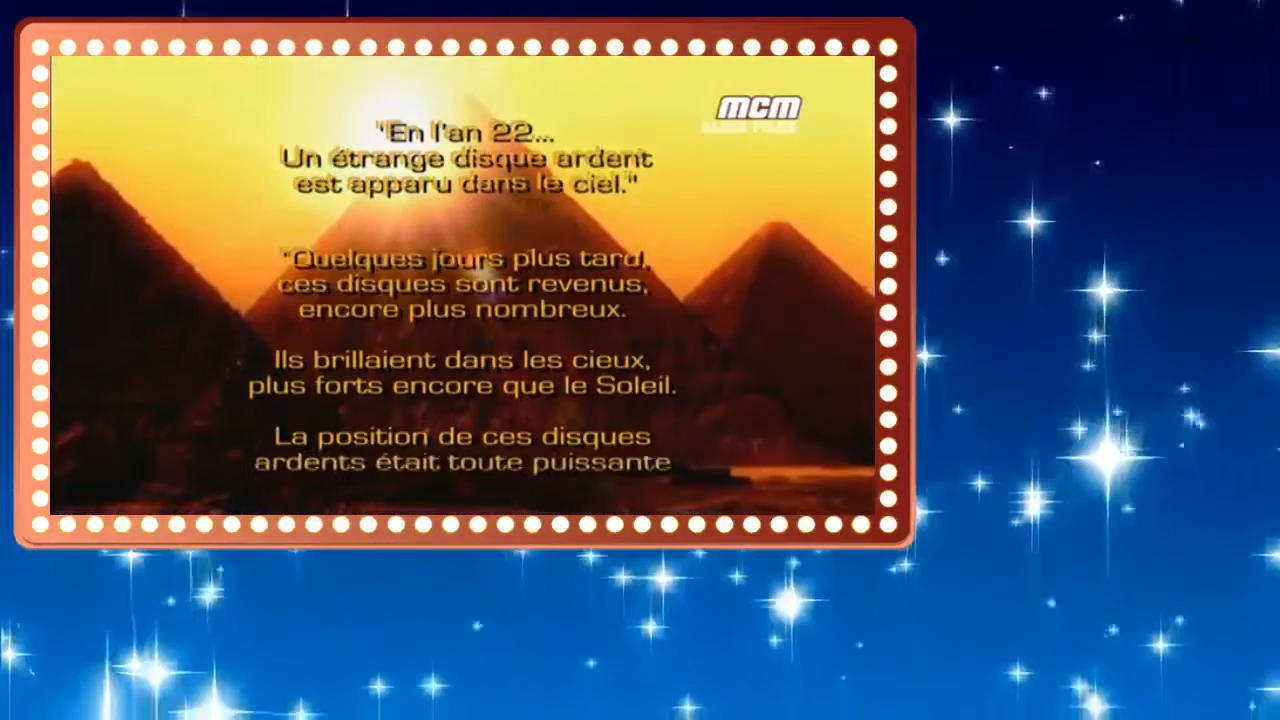 mcm
"En l'an 22...
Un étrange disque ardent
est apparu dans le ciel."
"Quelques jours plus tard,
ces disques sont revenus,
encore plus nombreux.
Ils brillaient dans les cieux,
plus forts encore que le Soleil.
La position de ces disques
ardents était toute puissante